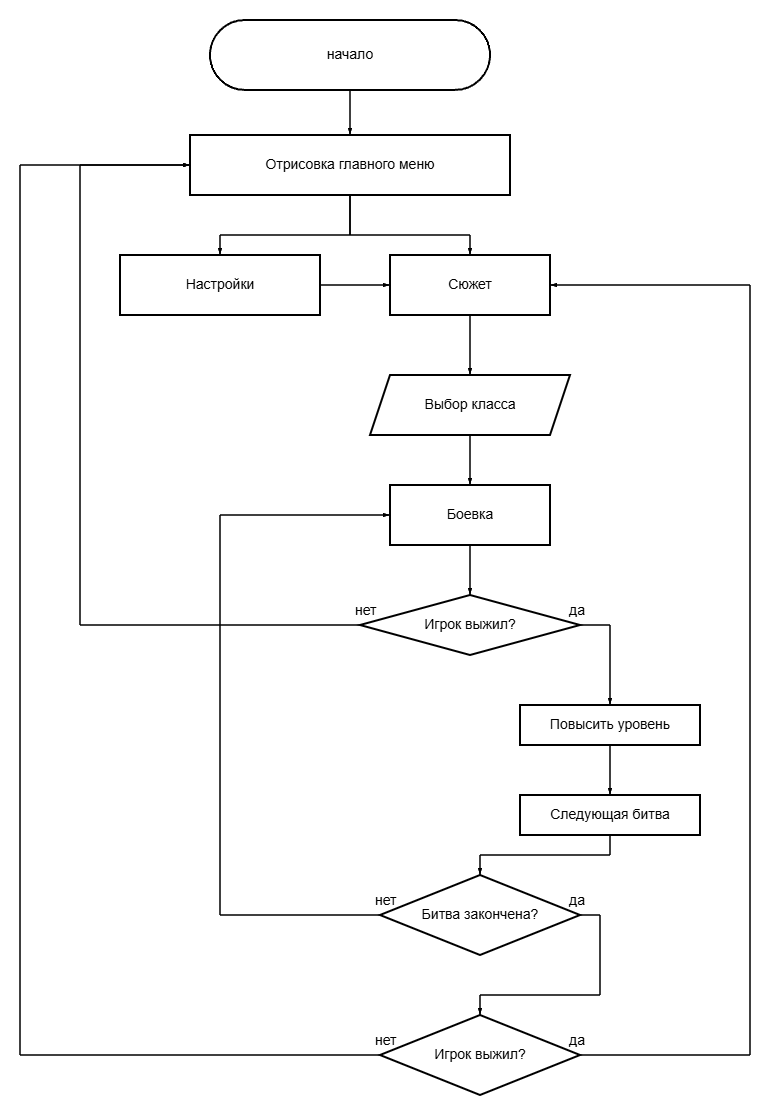 начало
Отрисовка главного меню
Настройки
Сюжет
Выбор класса
Боевка
нет
Игрок выжил?
да
Повысить уровень
Следующая битва
нет
Битва закончена?
да
нет
Игрок выжил?
да